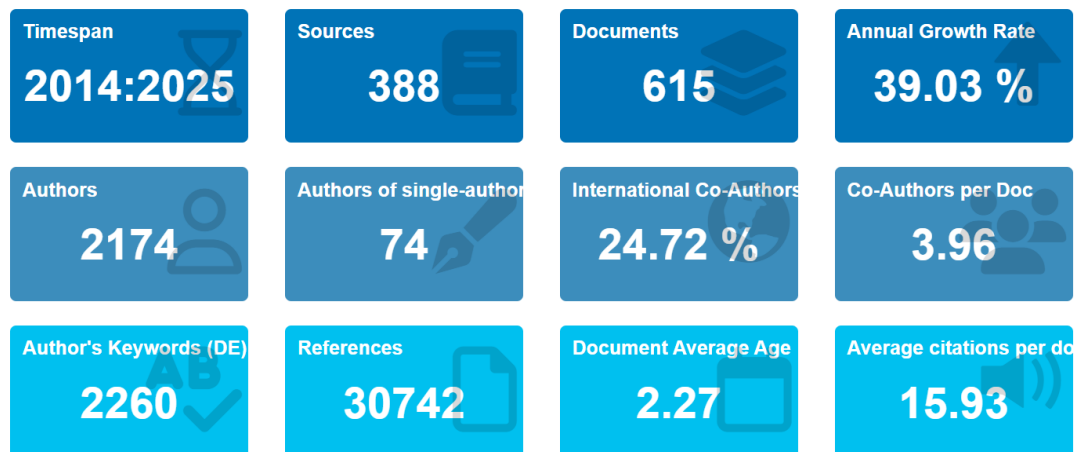 Timespan
2014:2025
Sources
388
Documents
615
Annual Growth Rate
39.03 %
Authors
2174
Authors of single-author
74
International Co-Authors
24.72 %
Co-Authors per Doc
3.96
Author's Keywords (DE)
2260
References
30742
Document Average Age
2.27
Average citations per do
15.93
AB